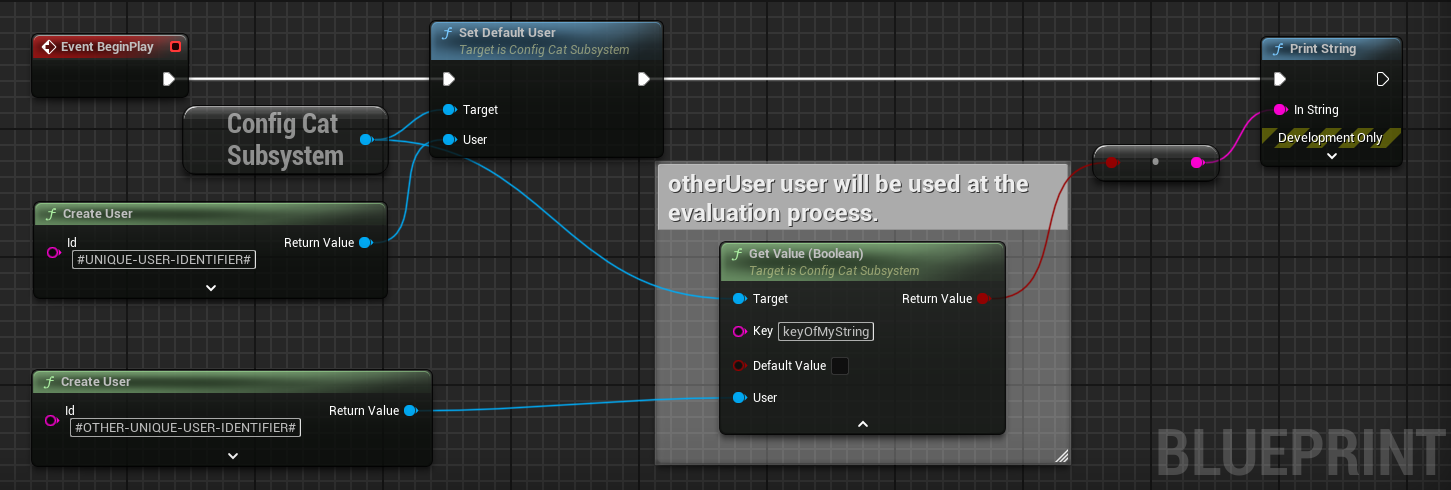 Event BeginPlay
Set Default User
Target is Config Cat Subsystem
Target
User
Config Cat
Subsystem
Print String
In String
Development Only
Create User
Id
#UNIQUE-USER-IDENTIFIER#
Return Value
otherUser user will be used at the
evaluation process.
Get Value (Boolean)
Target is Config Cat Subsystem
Target
Return Value
Key keyOfMyString
Default Value
User
Create User
Id
#OTHER-UNIQUE-USER-IDENTIFIER#
Return Value
BLUEPRINT